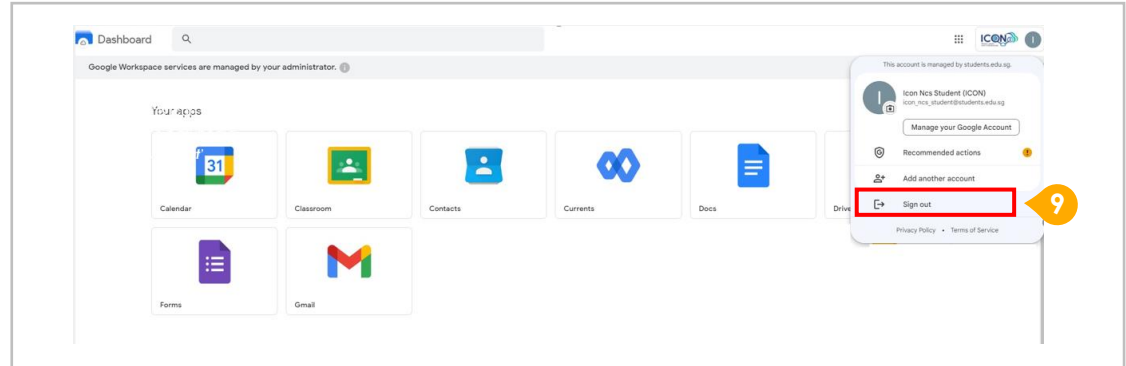 Dashboard
ICON
I
Google Workspace services are managed by your administrator.
This account is managed by students.edu.sg.
I
Icon Ncs Student (ICON)
icon_ncs_student@students.edu.sg
Manage your Google Account
Recommended actions
Add another account
Sign out
9
Privacy Policy • Terms of Service
Your apps
31
Calendar
Classroom
Contacts
Currents
Docs
Drive
Forms
Gmail